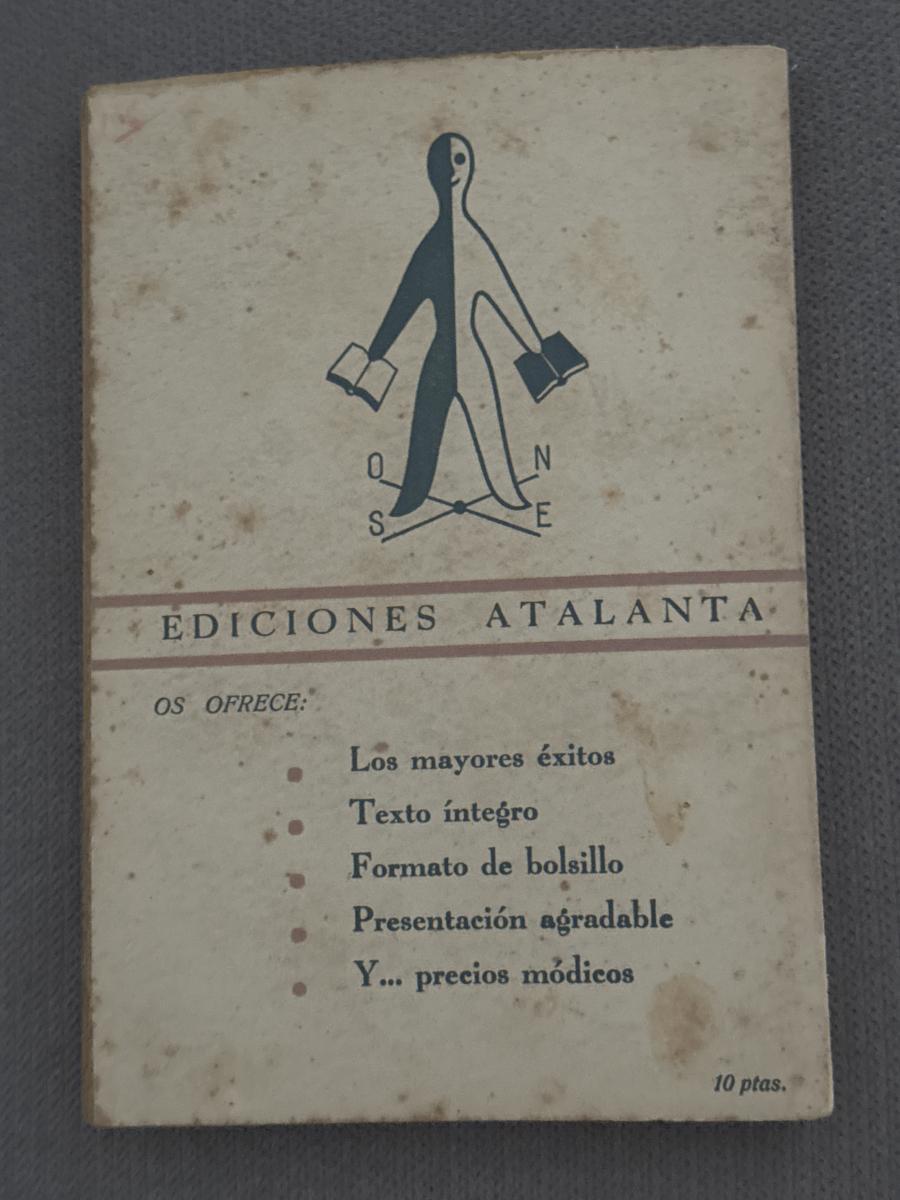 O N
S E
EDICIONES ATALANTA
OS OFRECE:
Los mayores éxitos
Texto íntegro
Formato de bolsillo
Presentación agradable
Y... precios módicos
10 ptas.